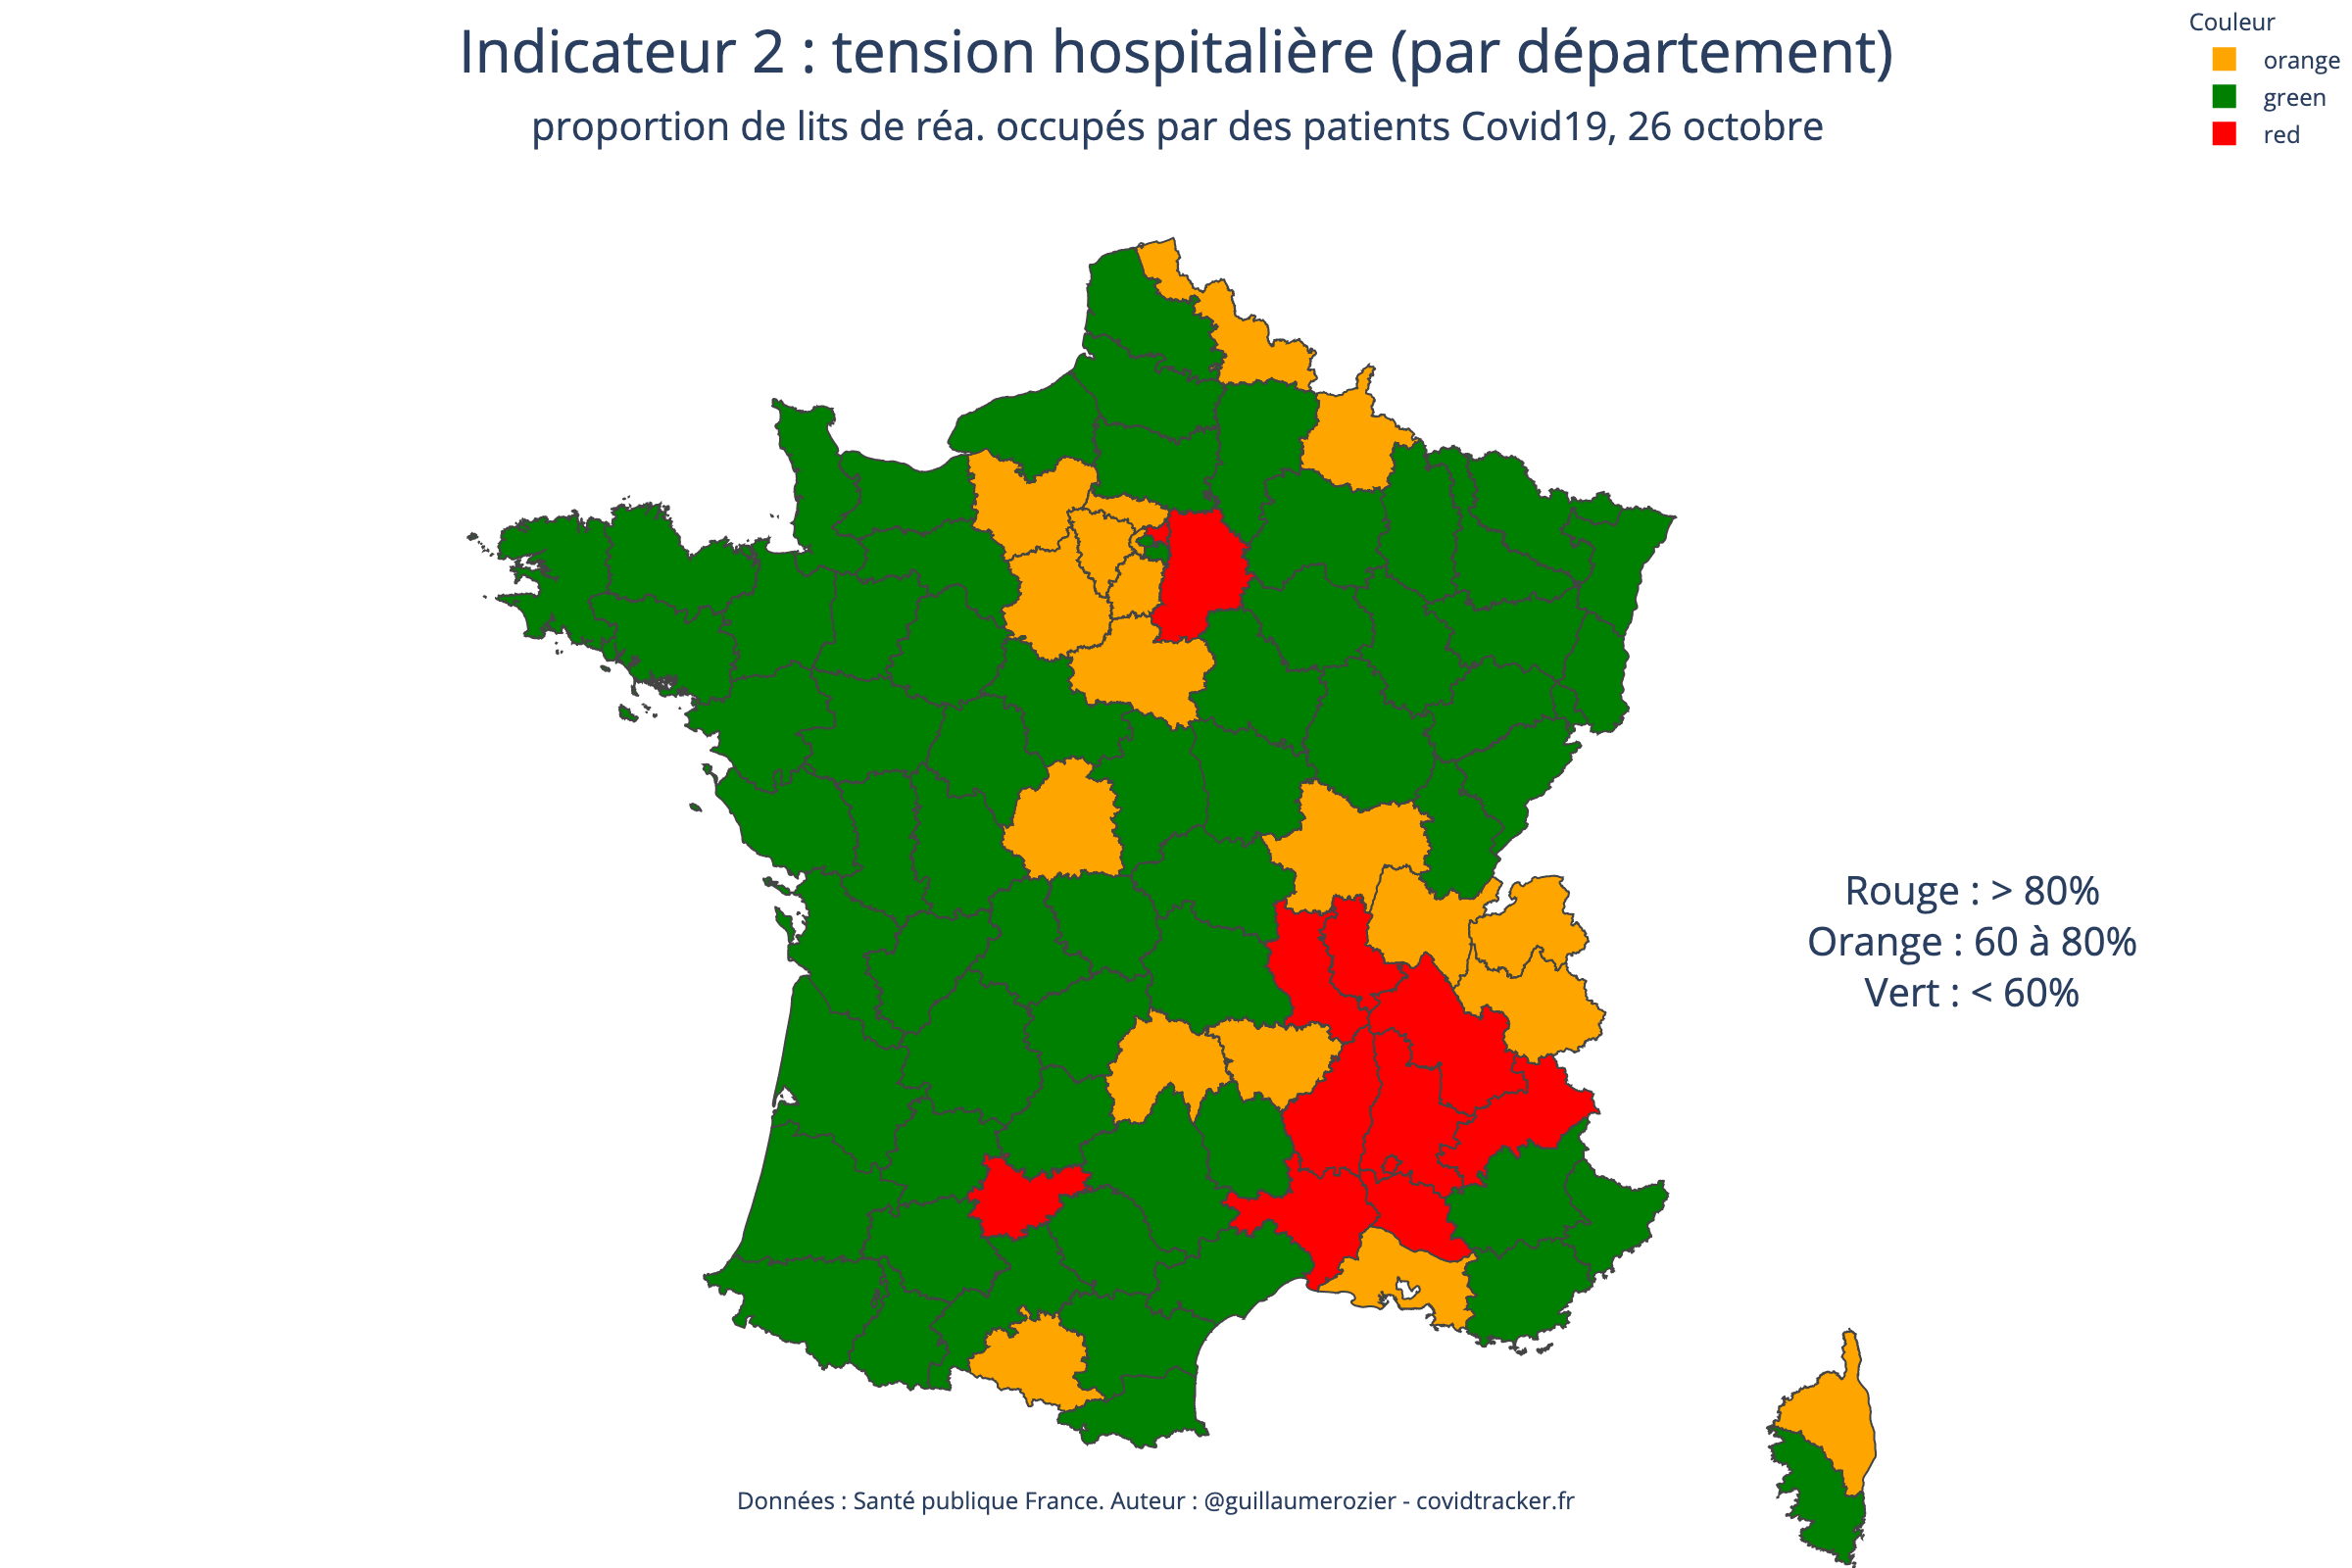 Indicateur 2 : tension hospitalière (par département)
proportion de lits de réa. occupés par des patients Covid19, 26 octobre
Couleur
orange
green
red
Rouge : > 80%
Orange : 60 à 80%
Vert : < 60%
Données : Santé publique France. Auteur : @guillaumerozier - covidtracker.fr